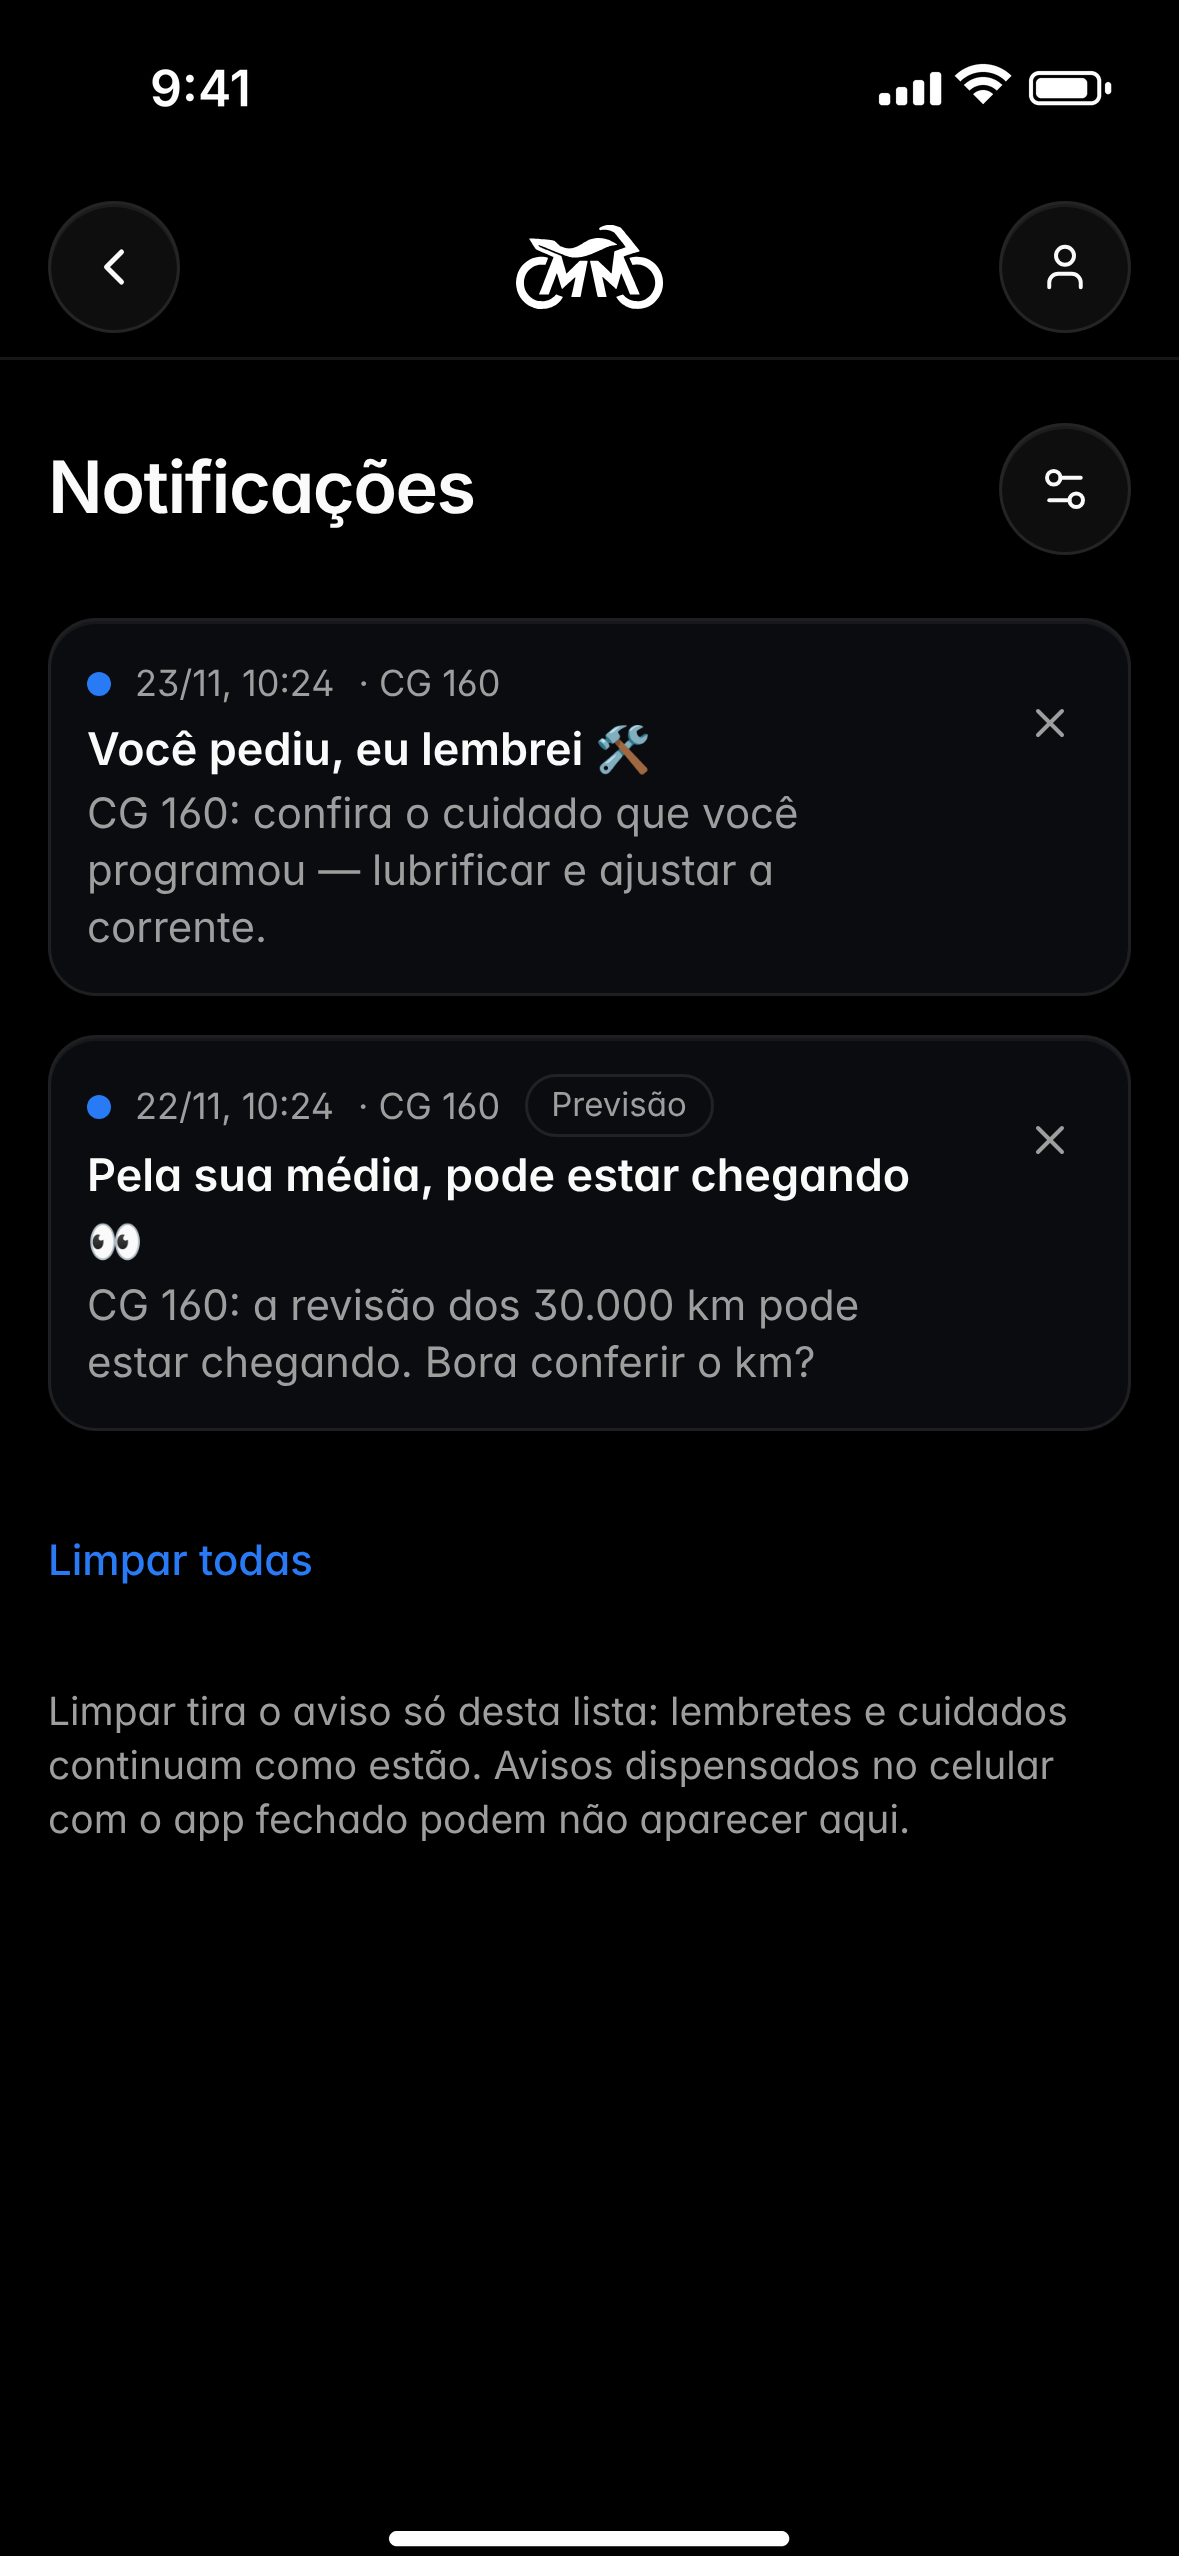 9:41
MM
Notificações
23/11, 10:24 · CG 160
Você pediu, eu lembrei 🛠️
CG 160: confira o cuidado que você
programou — lubrificar e ajustar a
corrente.
22/11, 10:24 · CG 160 Previsão
Pela sua média, pode estar chegando
👀
CG 160: a revisão dos 30.000 km pode
estar chegando. Bora conferir o km?
Limpar todas
Limpar tira o aviso só desta lista: lembretes e cuidados
continuam como estão. Avisos dispensados no celular
com o app fechado podem não aparecer aqui.